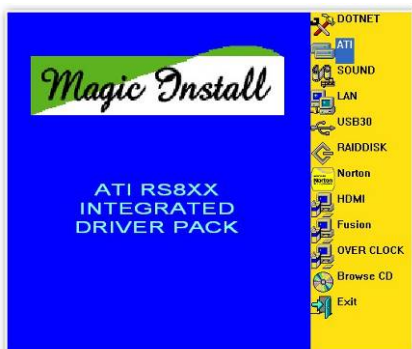 Magic Install
ATI RS8XX
INTEGRATED
DRIVER PACK
DOTNET
ATI
SOUND
LAN
USB30
RAIDDISK
Norton
Norton
HDMI
Fusion
OVER CLOCK
Browse CD
Exit